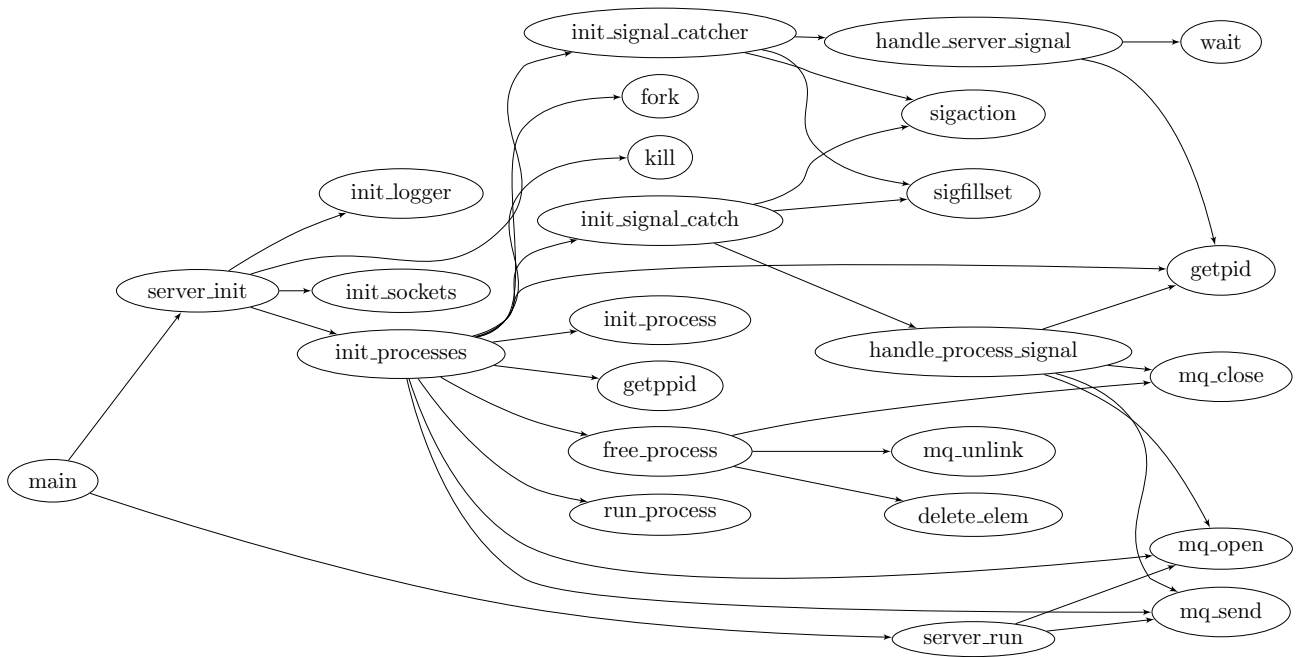 init_signal_catcher
handle_server_signal
wait
fork
sigaction
kill
init_logger
sigfillset
init_signal_catch
getpid
server_init
init_sockets
init_process
init_processes
handle_process_signal
getppid
mq_close
free_process
mq_unlink
main
run_process
delete_elem
mq_open
mq_send
server_run